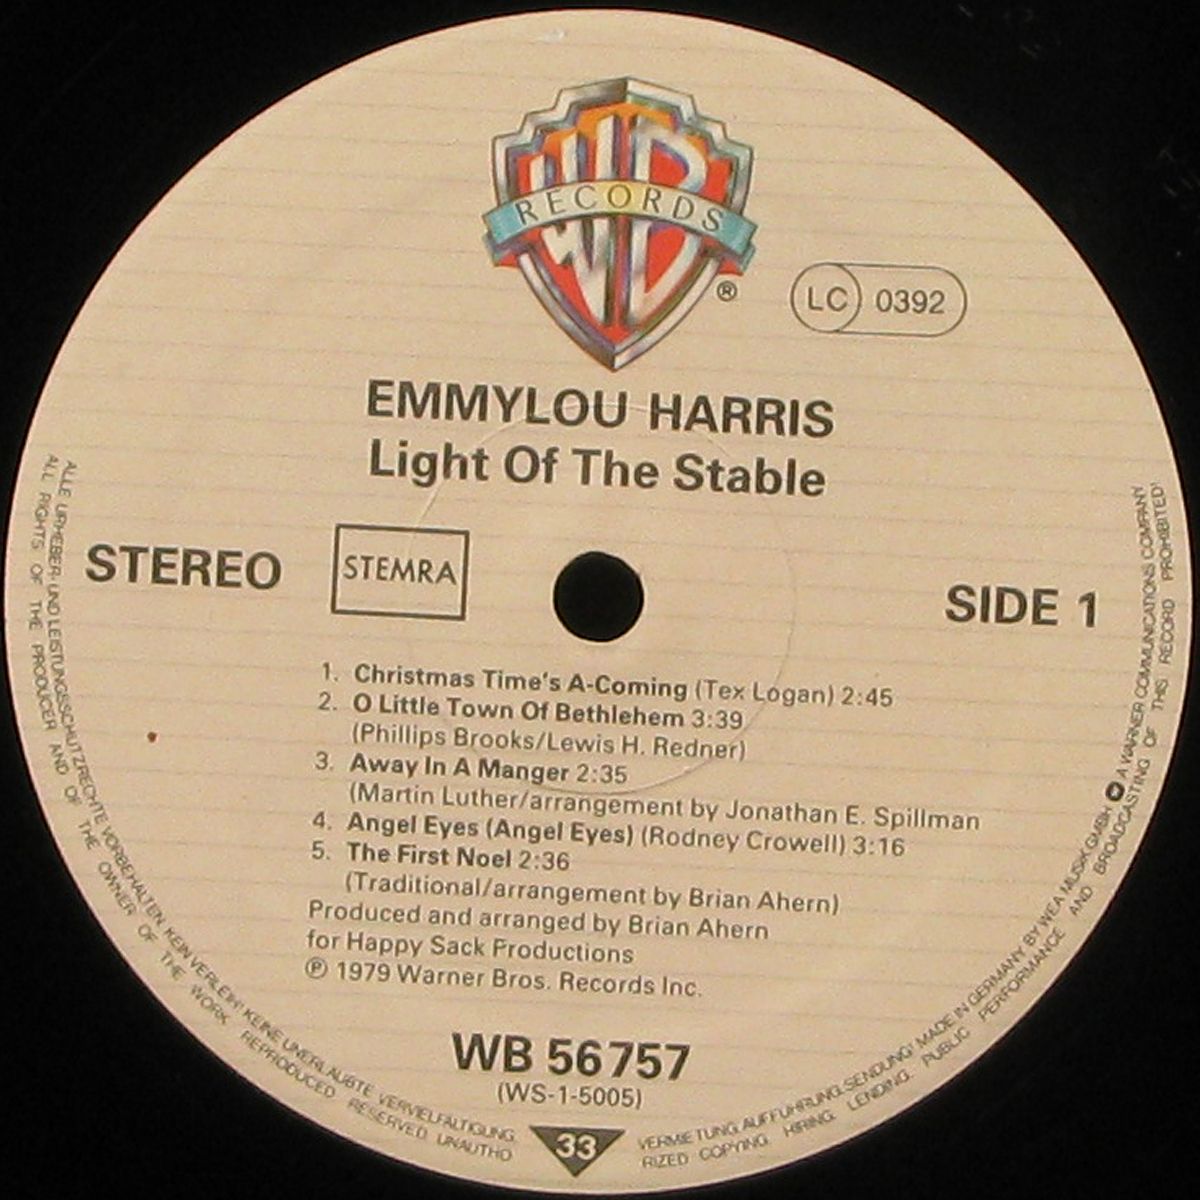 WB
RECORDS
®
LC 0392
EMMYLOU HARRIS
Light Of The Stable
STEREO
STEMRA
SIDE 1
1. Christmas Time's A-Coming (Tex Logan) 2:45
2. O Little Town Of Bethlehem 3:39
(Phillips Brooks/Lewis H. Redner)
3. Away In A Manger 2:35
(Martin Luther/arrangement by Jonathan E. Spillman
4. Angel Eyes (Angel Eyes) (Rodney Crowell) 3:16
5. The First Noel 2:36
(Traditional/arrangement by Brian Ahern)
Produced and arranged by Brian Ahern
for Happy Sack Productions
℗ 1979 Warner Bros. Records Inc.
WB 56757
(WS-1-5005)
33
ALLE URHEBER- UND LEISTUNGSSCHUTZRECHTE VORBEHALTEN. KEIN VERLEIH! KEINE UNERLAUBTE VERVIELFÄLTIGUNG, VERMIETUNG, AUFFÜHRUNG, SENDUNG! MADE IN GERMANY BY WEA MUSIK GMBH. A WARNER COMMUNICATIONS COMPANY
ALL RIGHTS OF THE PRODUCER AND OF THE OWNER OF THE WORK REPRODUCED RESERVED. UNAUTHORIZED COPYING, HIRING, LENDING, PUBLIC PERFORMANCE AND BROADCASTING OF THIS RECORD PROHIBITED!